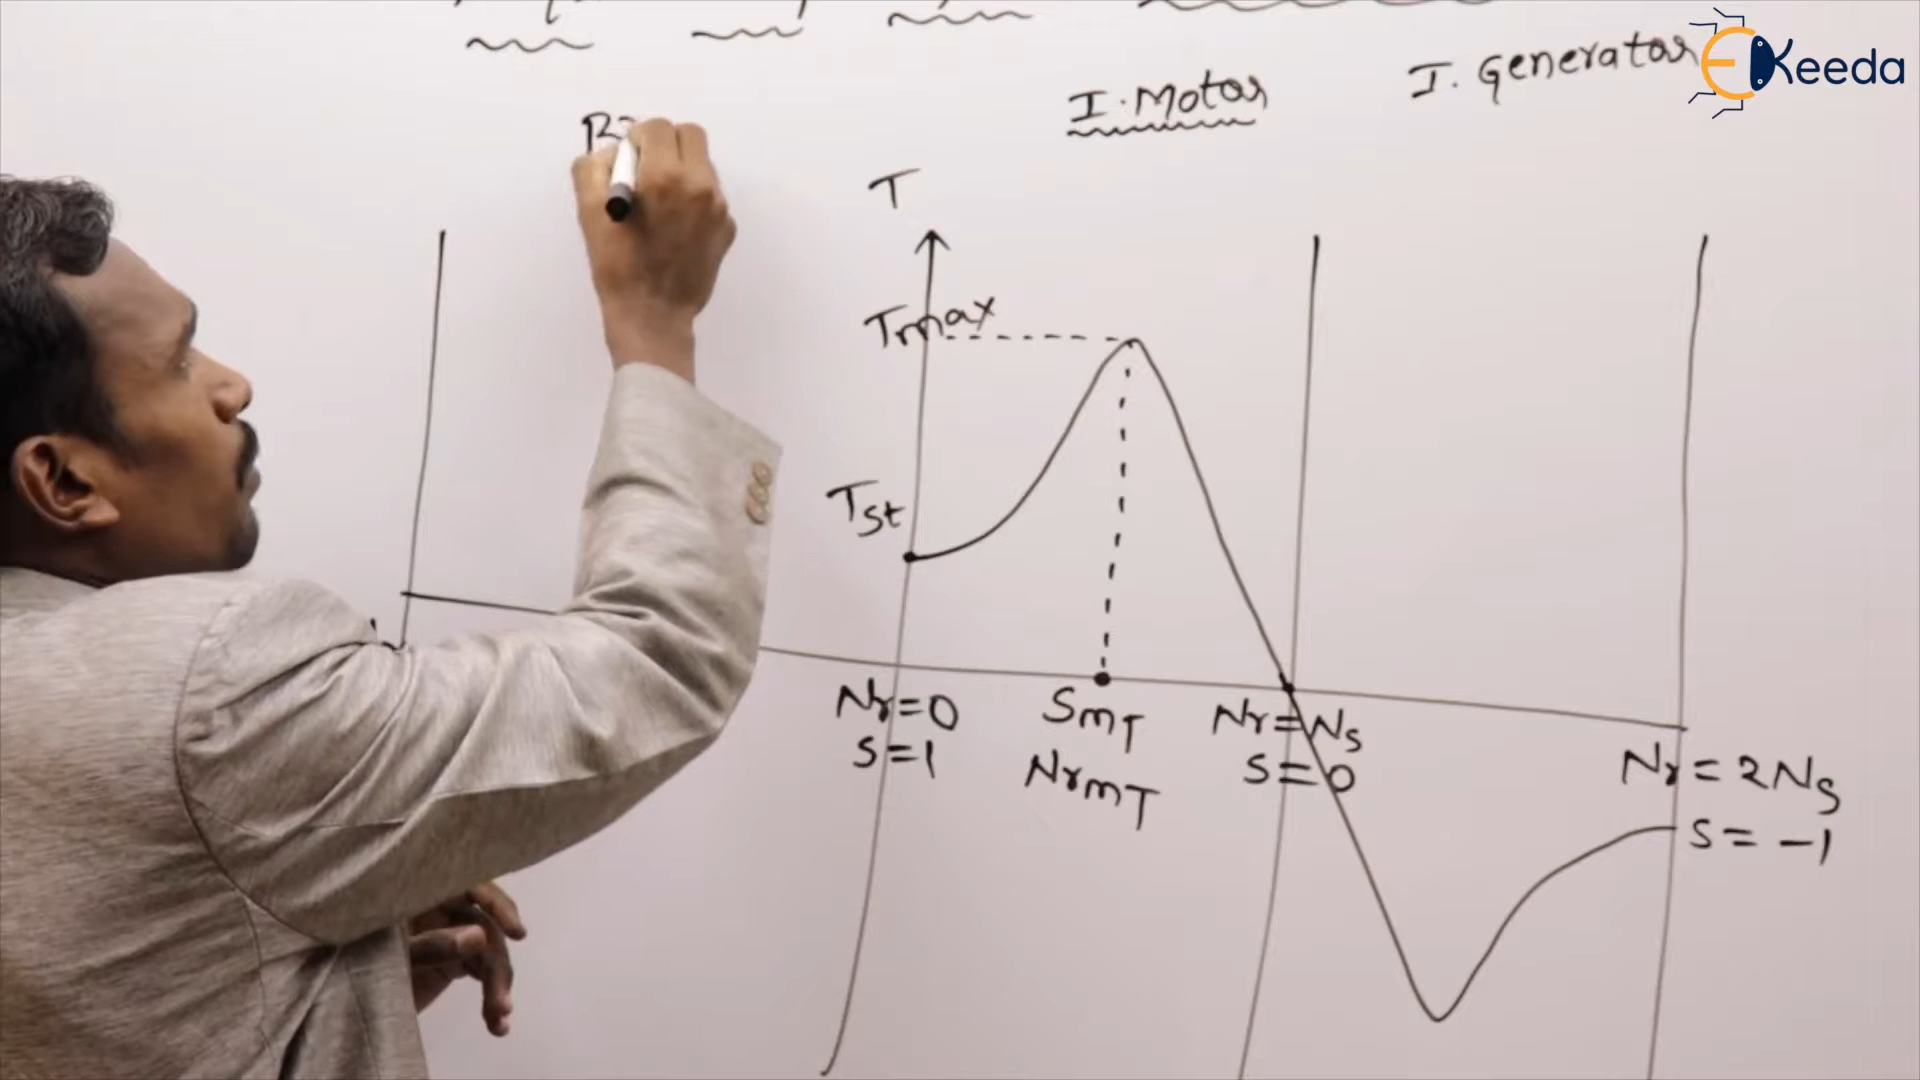 I. Motor
I. Generator
EKeeda
T
Tmax
Tst
Nr=0
S=1
SmT
NrmT
Nr=Ns
S=0
Nr=2Ns
S=-1